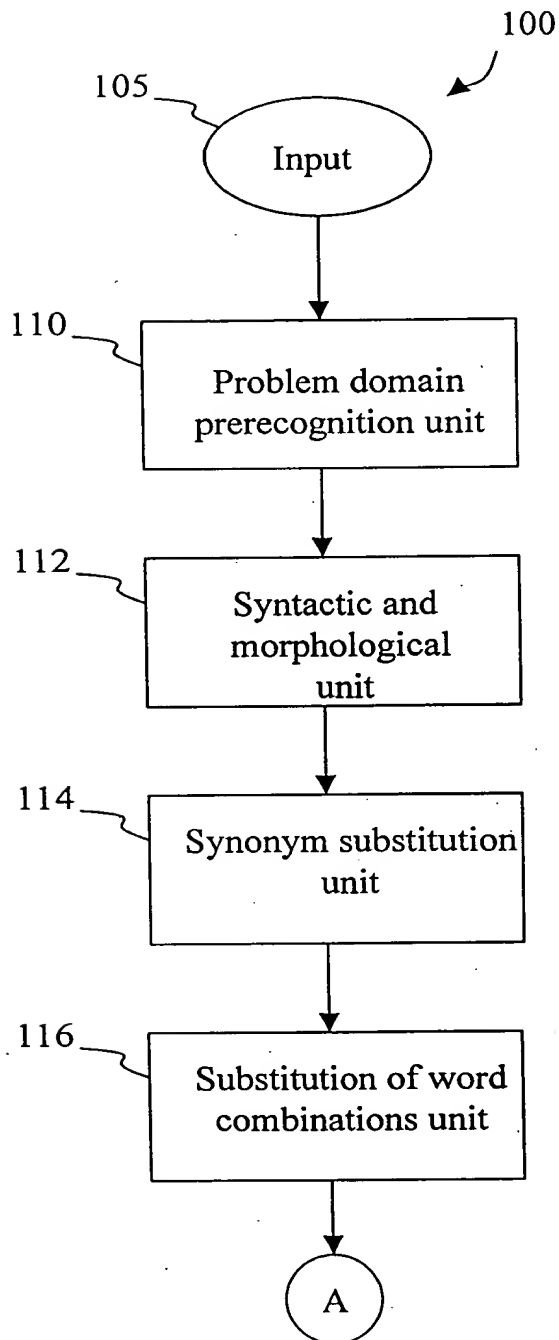 100
105
Input
110
Problem domain
prerecognition unit
112
Syntactic and
morphological
unit
114
Synonym substitution
unit
116
Substitution of word
combinations unit
A